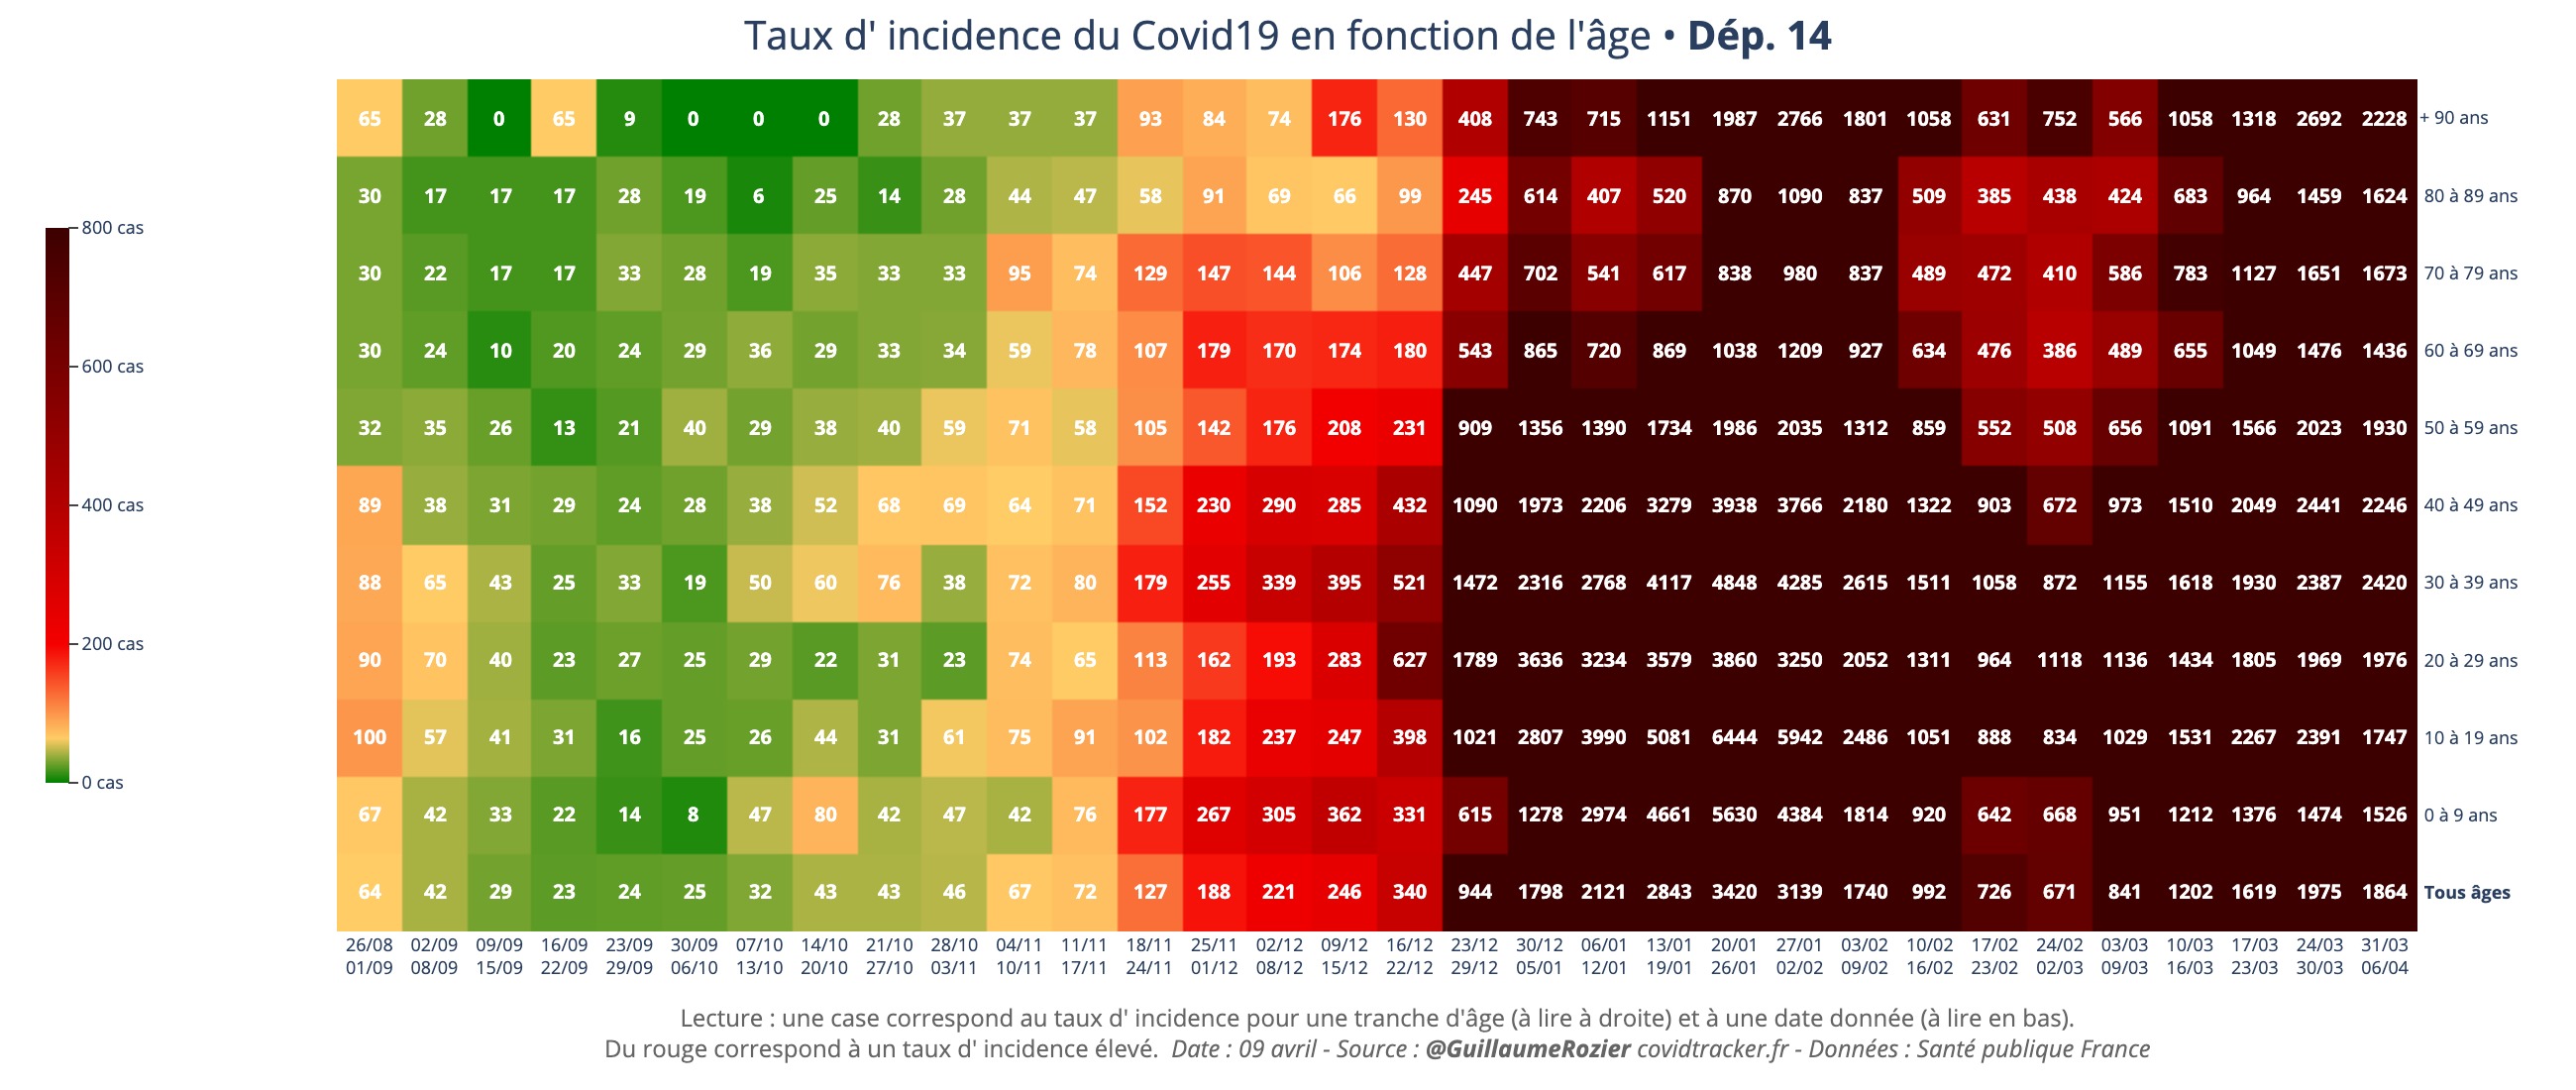 Taux d' incidence du Covid19 en fonction de l'âge • Dép. 14
800 cas
600 cas
400 cas
200 cas
0 cas
65 28 0 65 9 0 0 0 28 37 37 37 93 84 74 176 130 408 743 715 1151 1987 2766 1801 1058 631 752 566 1058 1318 2692 2228 + 90 ans
30 17 17 17 28 19 6 25 14 28 44 47 58 91 69 66 99 245 614 407 520 870 1090 837 509 385 438 424 683 964 1459 1624 80 à 89 ans
30 22 17 17 33 28 19 35 33 33 95 74 129 147 144 106 128 447 702 541 617 838 980 837 489 472 410 586 783 1127 1651 1673 70 à 79 ans
30 24 10 20 24 29 36 29 33 34 59 78 107 179 170 174 180 543 865 720 869 1038 1209 927 634 476 386 489 655 1049 1476 1436 60 à 69 ans
32 35 26 13 21 40 29 38 40 59 71 58 105 142 176 208 231 909 1356 1390 1734 1986 2035 1312 859 552 508 656 1091 1566 2023 1930 50 à 59 ans
89 38 31 29 24 28 38 52 68 69 64 71 152 230 290 285 432 1090 1973 2206 3279 3938 3766 2180 1322 903 672 973 1510 2049 2441 2246 40 à 49 ans
88 65 43 25 33 19 50 60 76 38 72 80 179 255 339 395 521 1472 2316 2768 4117 4848 4285 2615 1511 1058 872 1155 1618 1930 2387 2420 30 à 39 ans
90 70 40 23 27 25 29 22 31 23 74 65 113 162 193 283 627 1789 3636 3234 3579 3860 3250 2052 1311 964 1118 1136 1434 1805 1969 1976 20 à 29 ans
100 57 41 31 16 25 26 44 31 61 75 91 102 182 237 247 398 1021 2807 3990 5081 6444 5942 2486 1051 888 834 1029 1531 2267 2391 1747 10 à 19 ans
67 42 33 22 14 8 47 80 42 47 42 76 177 267 305 362 331 615 1278 2974 4661 5630 4384 1814 920 642 668 951 1212 1376 1474 1526 0 à 9 ans
64 42 29 23 24 25 32 43 43 46 67 72 127 188 221 246 340 944 1798 2121 2843 3420 3139 1740 992 726 671 841 1202 1619 1975 1864 Tous âges
26/08 02/09 09/09 16/09 23/09 30/09 07/10 14/10 21/10 28/10 04/11 11/11 18/11 25/11 02/12 09/12 16/12 23/12 30/12 06/01 13/01 20/01 27/01 03/02 10/02 17/02 24/02 03/03 10/03 17/03 24/03 31/03
01/09 08/09 15/09 22/09 29/09 06/10 13/10 20/10 27/10 03/11 10/11 17/11 24/11 01/12 08/12 15/12 22/12 29/12 05/01 12/01 19/01 26/01 02/02 09/02 16/02 23/02 02/03 09/03 16/03 23/03 30/03 06/04
Lecture : une case correspond au taux d' incidence pour une tranche d'âge (à lire à droite) et à une date donnée (à lire en bas).
Du rouge correspond à un taux d' incidence élevé. Date : 09 avril - Source : @GuillaumeRozier covidtracker.fr - Données : Santé publique France